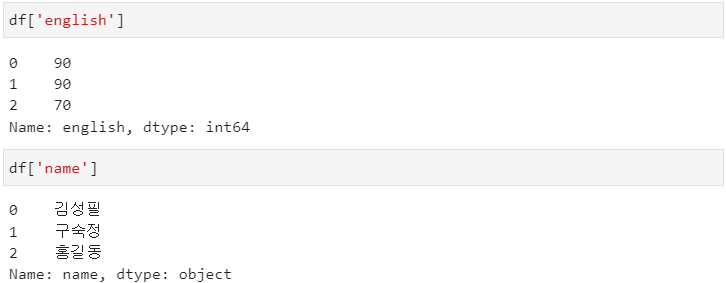 df['english']
0    90
1    90
2    70
Name: english, dtype: int64
df['name']
0    김성필
1    구숙정
2    홍길동
Name: name, dtype: object